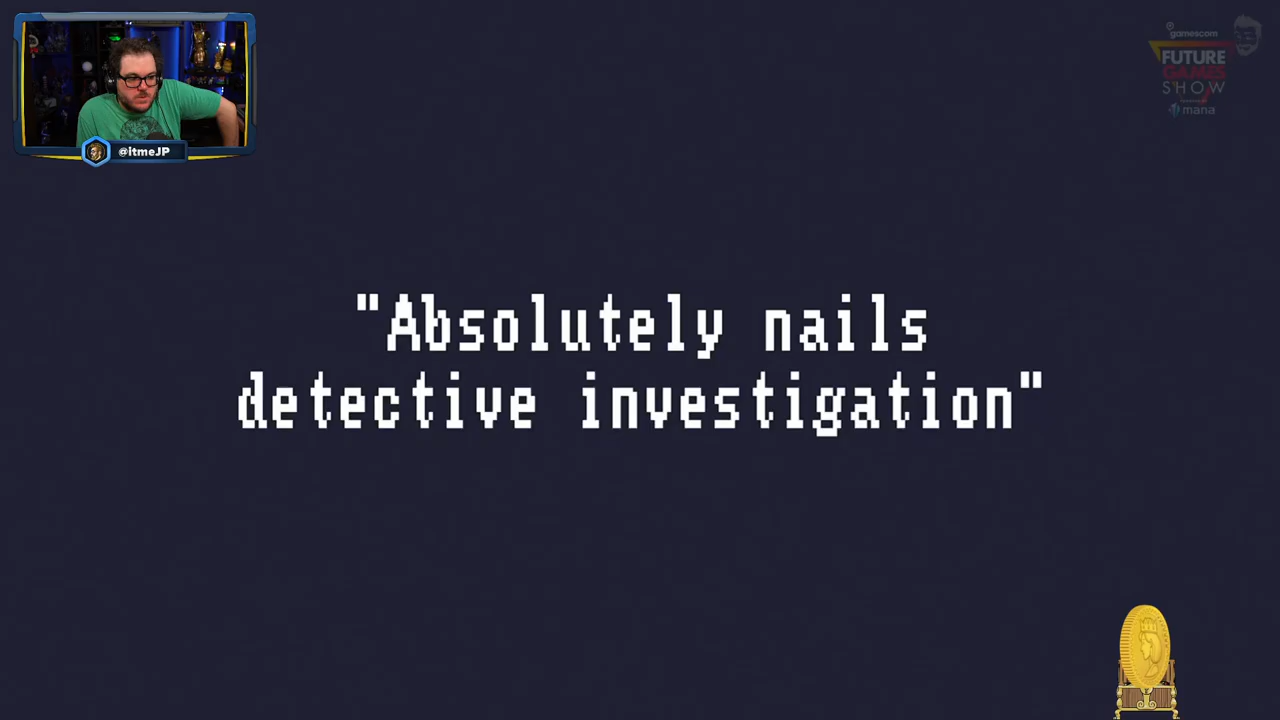 @itmeJP
gamescom
FUTURE
GAMES
SHOW
mana
"Absolutely nails
detective investigation"